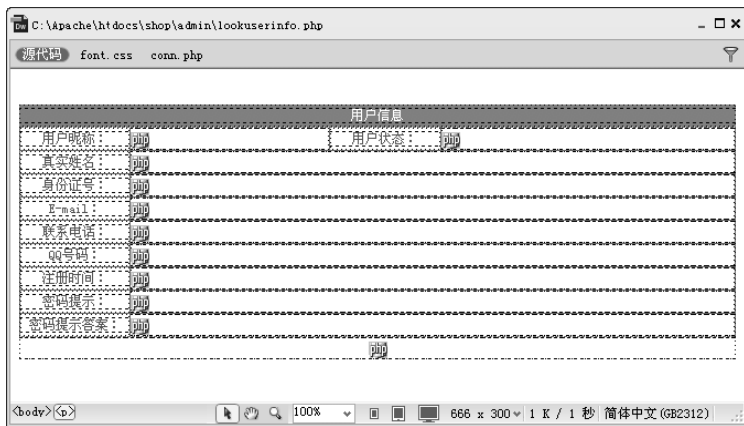 Dw C:\Apache\htdocs\shop\admin\lookuserinfo.php
源代码 font.css conn.php
用户信息
用户昵称： php 用户状态： php
真实姓名： php
身份证号： php
E-mail： php
联系电话： php
QQ号码： php
注册时间： php
密码提示： php
密码提示答案： php
php
<body><p> 100% 666 x 300 1 K / 1 秒 简体中文(GB2312)